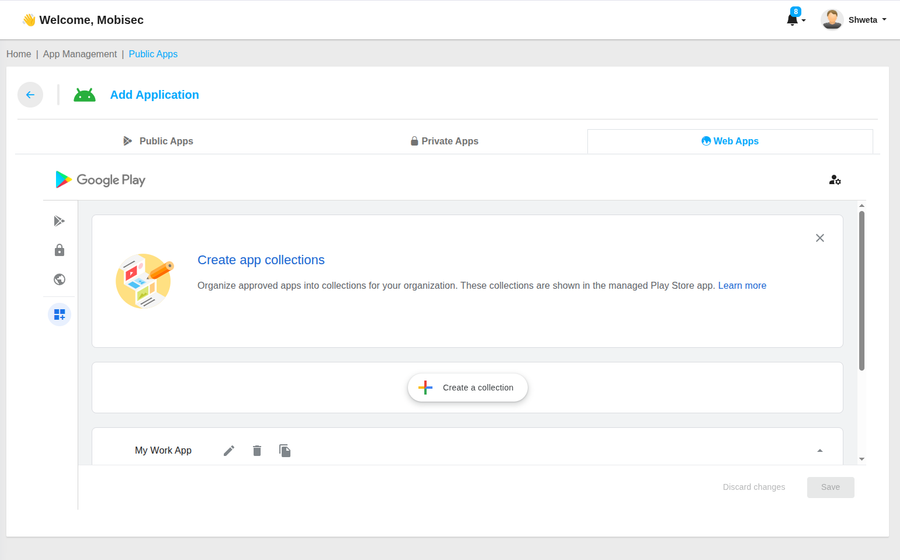 👋 Welcome, Mobisec
8
Shweta
Home | App Management | Public Apps
Add Application
Public Apps
Private Apps
Web Apps
Google Play
Create app collections
Organize approved apps into collections for your organization. These collections are shown in the managed Play Store app. Learn more
Create a collection
My Work App
Discard changes
Save